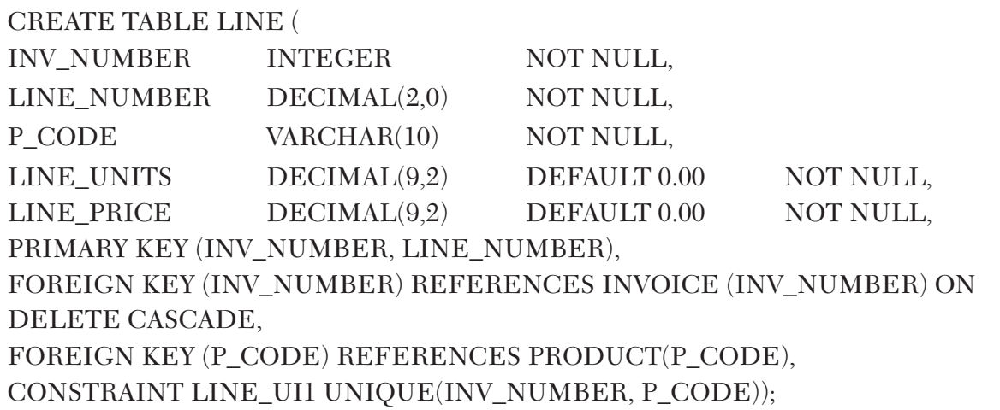 CREATE TABLE LINE (
INV_NUMBER INTEGER NOT NULL,
LINE_NUMBER DECIMAL(2,0) NOT NULL,
P_CODE VARCHAR(10) NOT NULL,
LINE_UNITS DECIMAL(9,2) DEFAULT 0.00 NOT NULL,
LINE_PRICE DECIMAL(9,2) DEFAULT 0.00 NOT NULL,
PRIMARY KEY (INV_NUMBER, LINE_NUMBER),
FOREIGN KEY (INV_NUMBER) REFERENCES INVOICE (INV_NUMBER) ON
DELETE CASCADE,
FOREIGN KEY (P_CODE) REFERENCES PRODUCT(P_CODE),
CONSTRAINT LINE_UI1 UNIQUE(INV_NUMBER, P_CODE));